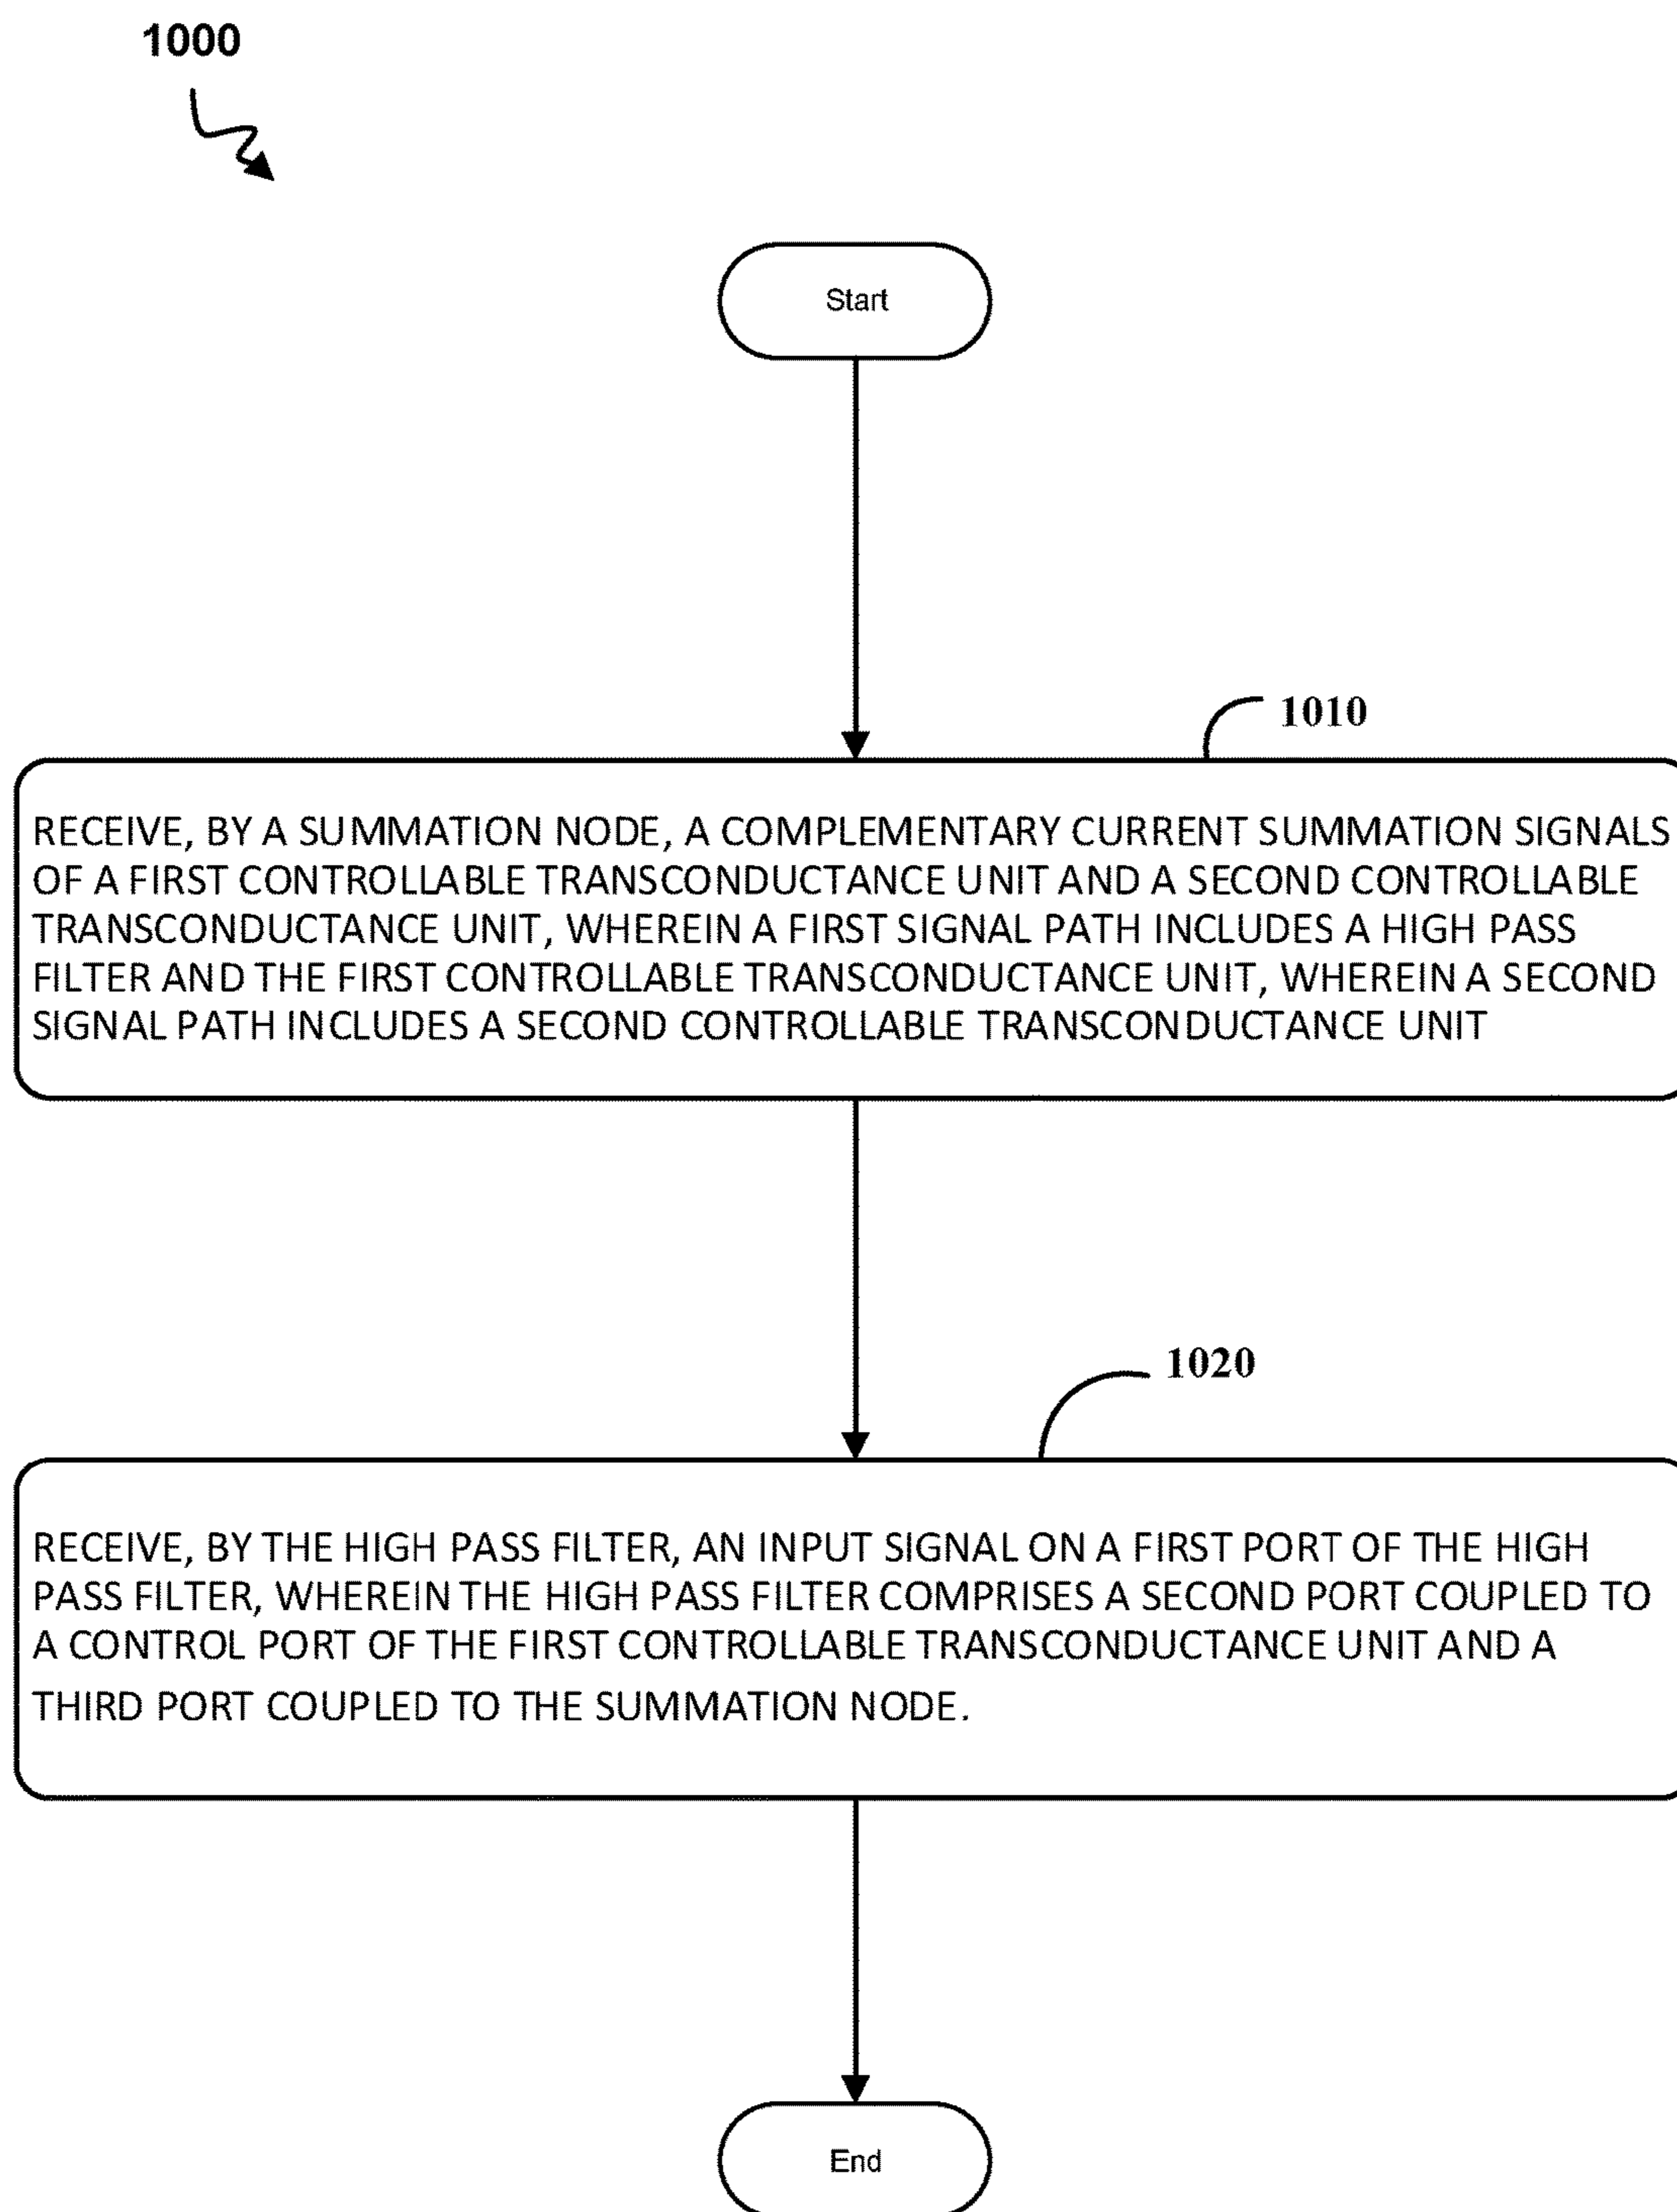 1000
Start
1010
RECEIVE, BY A SUMMATION NODE, A COMPLEMENTARY CURRENT SUMMATION SIGNALS
OF A FIRST CONTROLLABLE TRANSCONDUCTANCE UNIT AND A SECOND CONTROLLABLE
TRANSCONDUCTANCE UNIT, WHEREIN A FIRST SIGNAL PATH INCLUDES A HIGH PASS
FILTER AND THE FIRST CONTROLLABLE TRANSCONDUCTANCE UNIT, WHEREIN A SECOND
SIGNAL PATH INCLUDES A SECOND CONTROLLABLE TRANSCONDUCTANCE UNIT
1020
RECEIVE, BY THE HIGH PASS FILTER, AN INPUT SIGNAL ON A FIRST PORT OF THE HIGH
PASS FILTER, WHEREIN THE HIGH PASS FILTER COMPRISES A SECOND PORT COUPLED TO
A CONTROL PORT OF THE FIRST CONTROLLABLE TRANSCONDUCTANCE UNIT AND A
THIRD PORT COUPLED TO THE SUMMATION NODE.
End